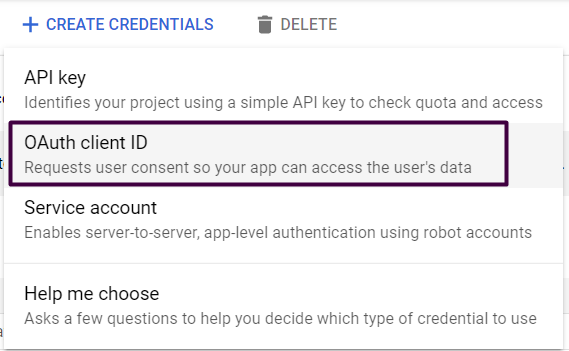 + CREATE CREDENTIALS DELETE
API key
Identifies your project using a simple API key to check quota and access
OAuth client ID
Requests user consent so your app can access the user's data
Service account
Enables server-to-server, app-level authentication using robot accounts
Help me choose
Asks a few questions to help you decide which type of credential to use